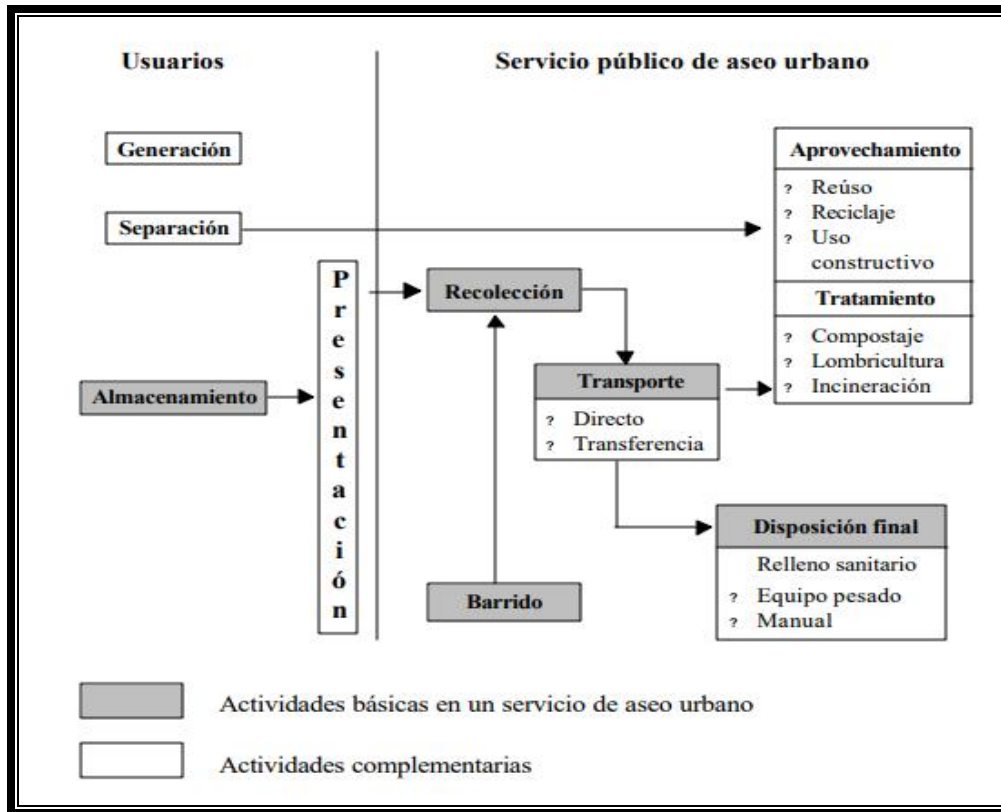 Usuarios
Servicio público de aseo urbano
Generación
Separación
Almacenamiento
Presentación
Recolección
Barrido
Transporte
? Directo
? Transferencia
Aprovechamiento
? Reúso
? Reciclaje
? Uso
constructivo
Tratamiento
? Compostaje
? Lombricultura
? Incineración
Disposición final
Relleno sanitario
? Equipo pesado
? Manual
Actividades básicas en un servicio de aseo urbano
Actividades complementarias